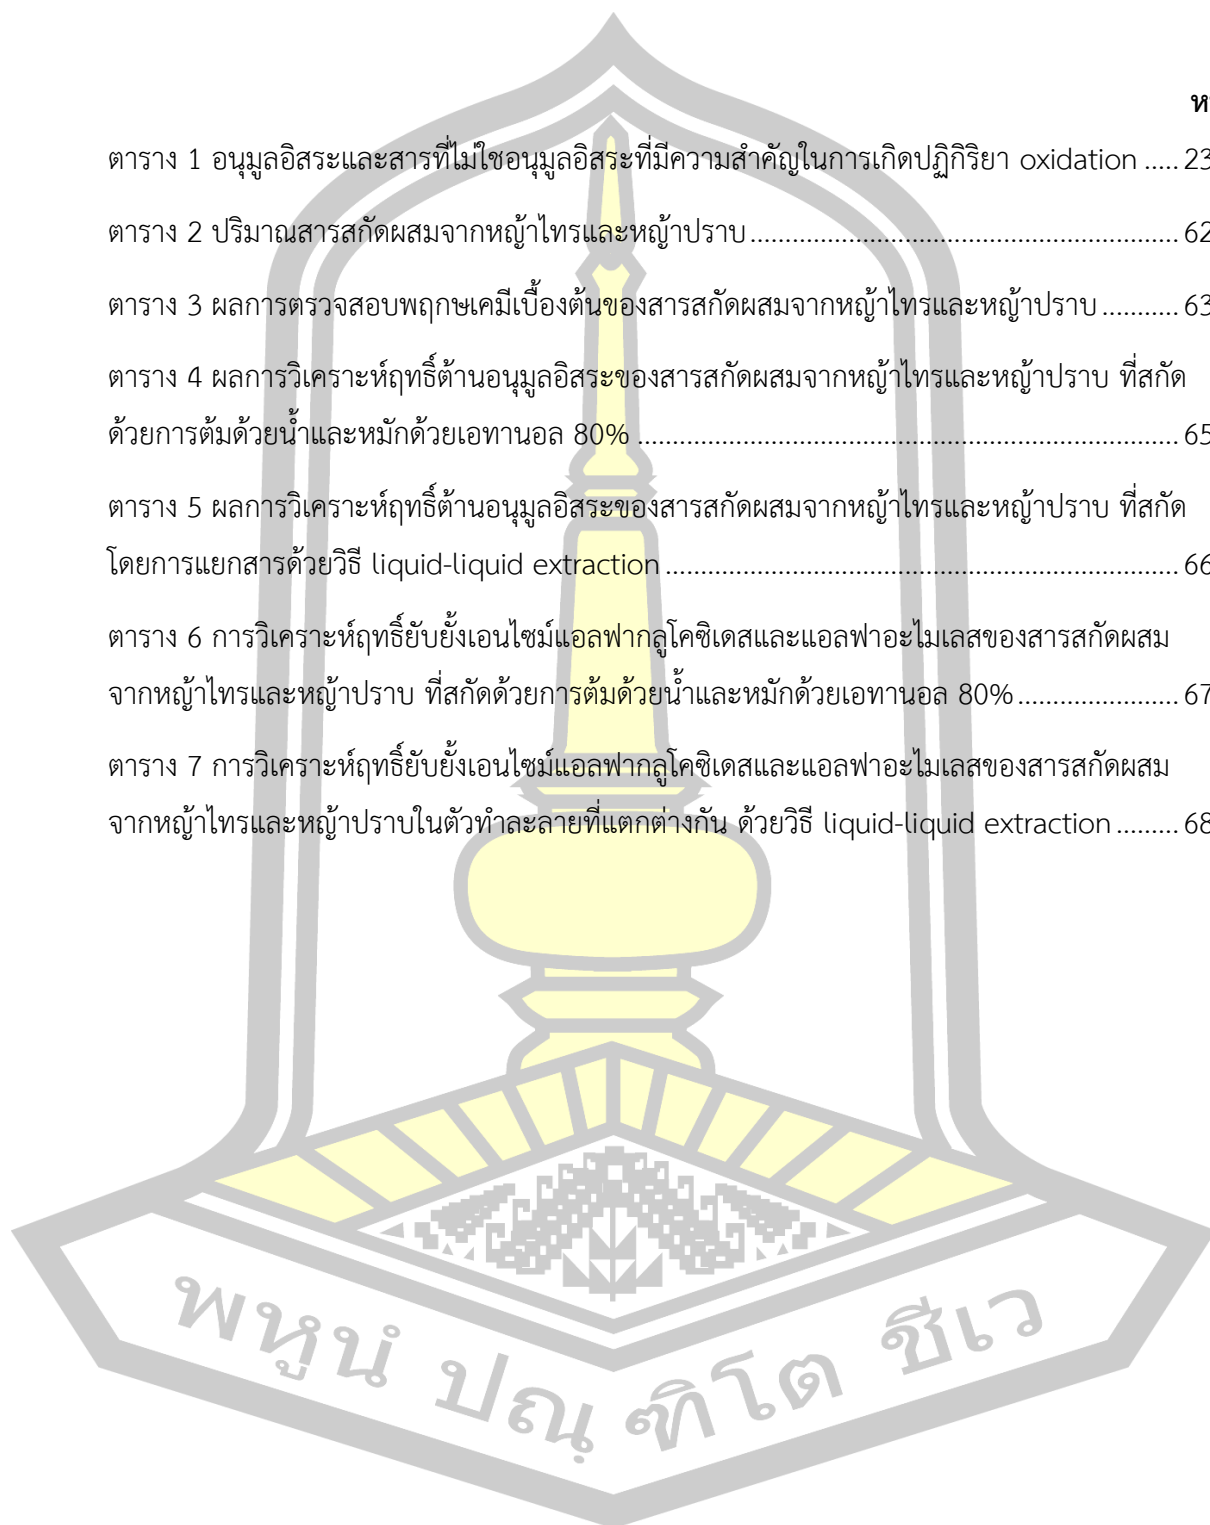 ห
ตาราง 1 อนุมูลอิสระและสารที่ไม่ใชอนุมูลอิสระที่มีความสำคัญในการเกิดปฏิกิริยา oxidation ..... 23
ตาราง 2 ปริมาณสารสกัดผสมจากหญ้าไทรและหญ้าปราบ ............................................................... 62
ตาราง 3 ผลการตรวจสอบพฤกษเคมีเบื้องต้นของสารสกัดผสมจากหญ้าไทรและหญ้าปราบ ........... 63
ตาราง 4 ผลการวิเคราะห์ฤทธิ์ต้านอนุมูลอิสระของสารสกัดผสมจากหญ้าไทรและหญ้าปราบ ที่สกัด
ด้วยการต้มด้วยน้ำและหมักด้วยเอทานอล 80% ................................................................................ 65
ตาราง 5 ผลการวิเคราะห์ฤทธิ์ต้านอนุมูลอิสระของสารสกัดผสมจากหญ้าไทรและหญ้าปราบ ที่สกัด
โดยการแยกสารด้วยวิธี liquid-liquid extraction ............................................................................ 66
ตาราง 6 การวิเคราะห์ฤทธิ์ยับยั้งเอนไซม์แอลฟากลูโคซิเดสและแอลฟาอะไมเลสของสารสกัดผสม
จากหญ้าไทรและหญ้าปราบ ที่สกัดด้วยการต้มด้วยน้ำและหมักด้วยเอทานอล 80% ........................ 67
ตาราง 7 การวิเคราะห์ฤทธิ์ยับยั้งเอนไซม์แอลฟากลูโคซิเดสและแอลฟาอะไมเลสของสารสกัดผสม
จากหญ้าไทรและหญ้าปราบในตัวทำละลายที่แตกต่างกัน ด้วยวิธี liquid-liquid extraction ......... 68
พหูนํ ปณฺฑิโต ชีเว